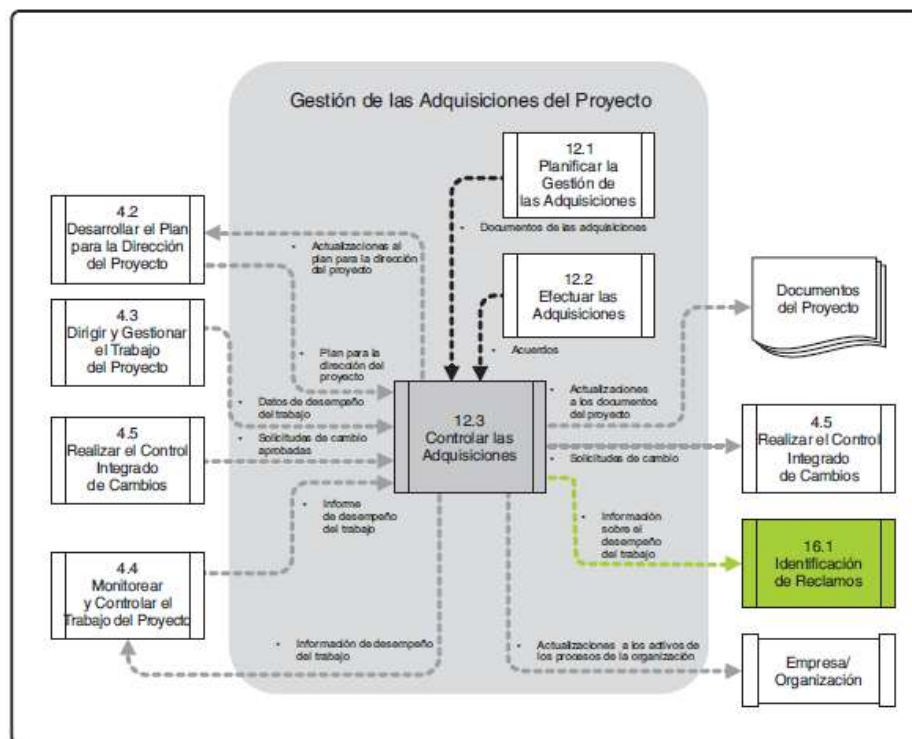 Gestión de las Adquisiciones del Proyecto
12.1
Planificar la
Gestión de
las Adquisiciones
4.2
Desarrollar el Plan
para la Dirección
del Proyecto
• Actualizaciones al
plan para la dirección
del proyecto
• Documentos de las adquisiciones
12.2
Efectuar las
Adquisiciones
Documentos
del Proyecto
4.3
Dirigir y Gestionar
el Trabajo
del Proyecto
• Plan para la
dirección del
proyecto
• Acuerdos
• Datos de desempeño
del trabajo
12.3
Controlar las
Adquisiciones
• Actualizaciones
a los documentos
del proyecto
4.5
Realizar el Control
Integrado
de Cambios
• Solicitudes de cambio
aprobadas
• Solicitudes de cambio
4.5
Realizar el Control
Integrado
de Cambios
• Informe
de desempeño
del trabajo
• Información
sobre el
desempeño
del trabajo
16.1
Identificación
de Reclamos
4.4
Monitorear
y Controlar el
Trabajo del Proyecto
• Información de desempeño
del trabajo
• Actualizaciones a los activos de
los procesos de la organización
Empresa/
Organización